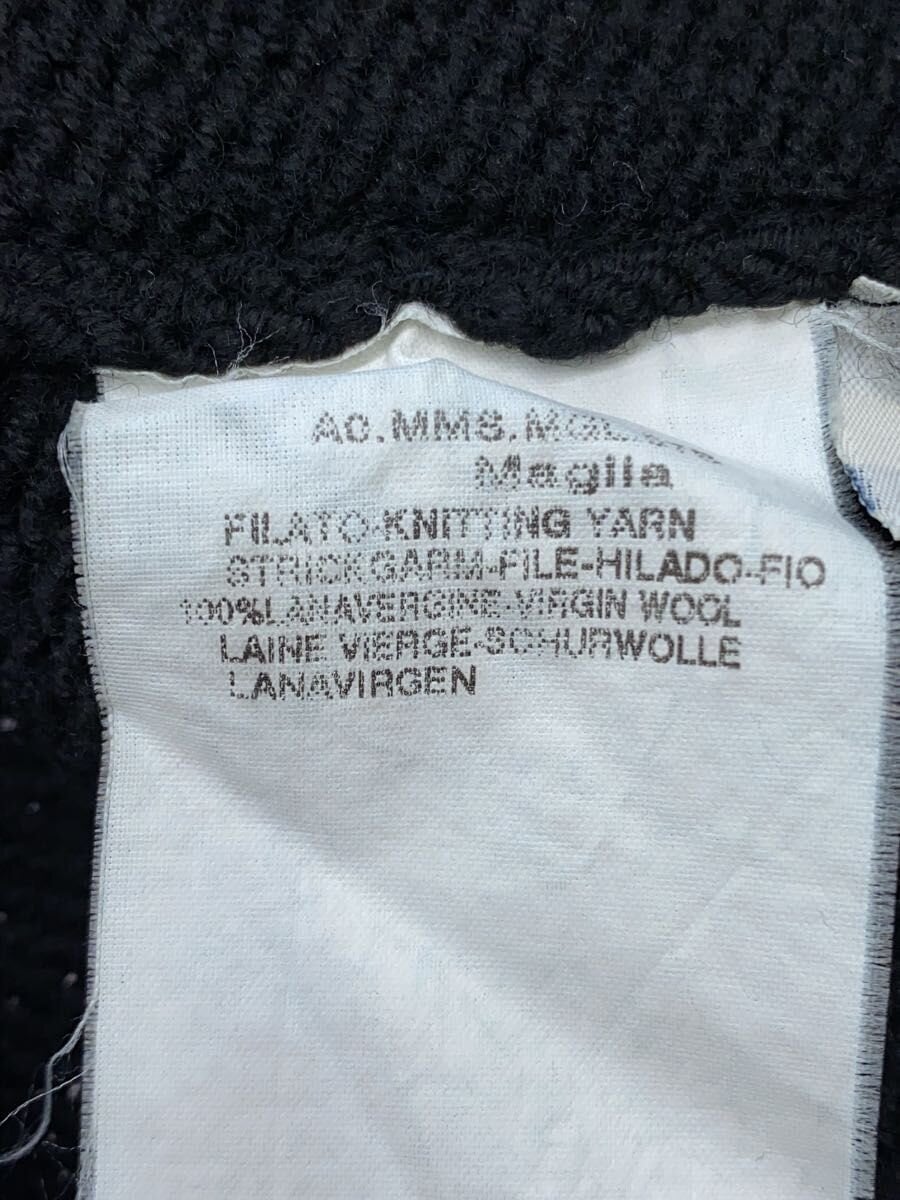 Maglia
FILATO-KNITTING YARN
STRICKGARM-FILE-HILADO-FIO
100%LANAVERGINE-VIRGIN WOOL
LAINE VIERGE-SCHURWOLLE
LANAVIRGEN